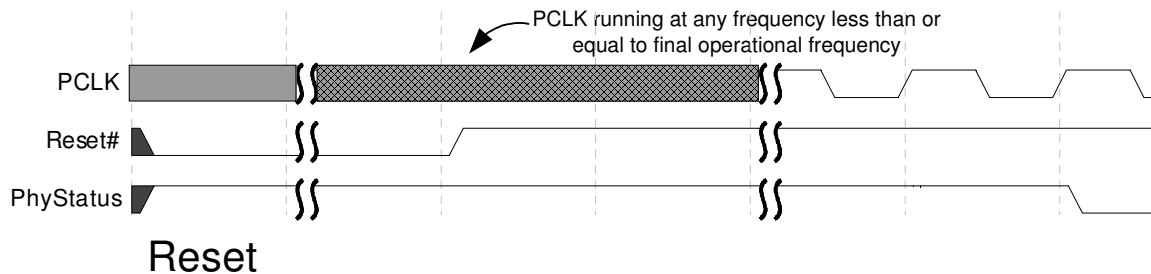 PCLK running at any frequency less than or
equal to final operational frequency
PCLK
Reset#
PhyStatus
Reset